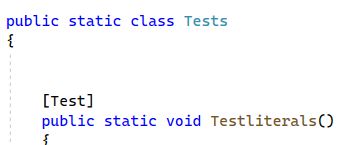 public static class Tests
{
[Test]
public static void Testliterals()
{